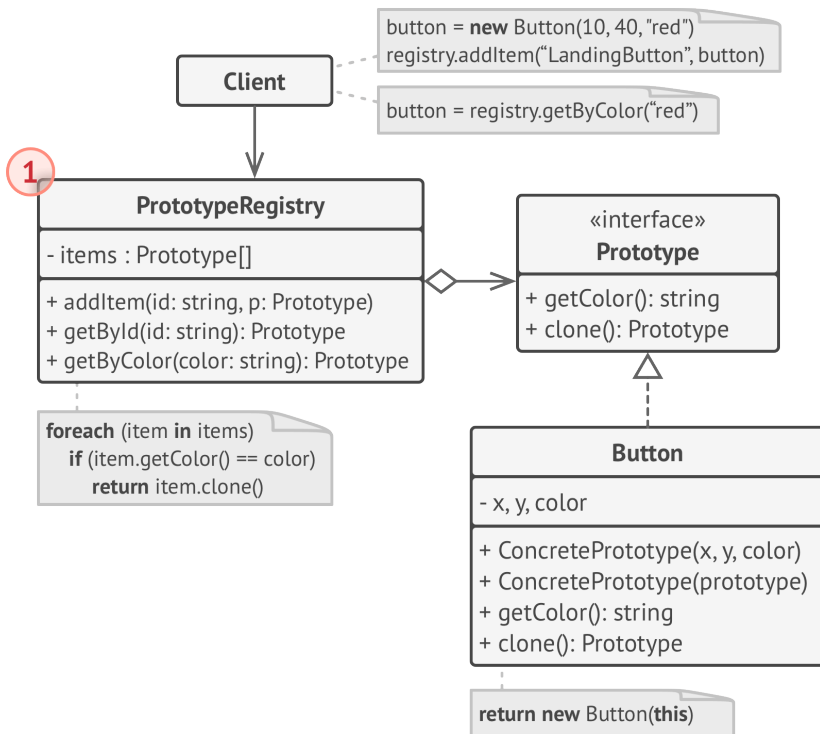 button = new Button(10, 40, "red")
registry.addItem(“LandingButton”, button)
Client
button = registry.getByColor(“red”)
1
PrototypeRegistry
- items : Prototype[]
+ addItem(id: string, p: Prototype)
+ getById(id: string): Prototype
+ getByColor(color: string): Prototype
«interface»
Prototype
+ getColor(): string
+ clone(): Prototype
foreach (item in items)
if (item.getColor() == color)
return item.clone()
Button
- x, y, color
+ ConcretePrototype(x, y, color)
+ ConcretePrototype(prototype)
+ getColor(): string
+ clone(): Prototype
return new Button(this)